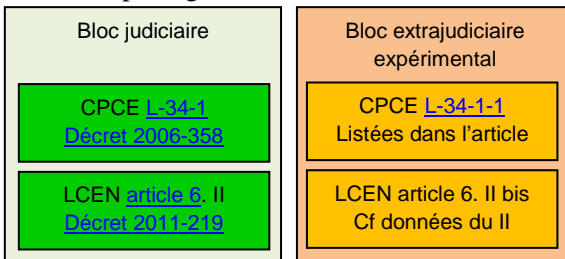 Bloc judiciaire
CPCE L-34-1
Décret 2006-358
LCEN article 6. II
Décret 2011-219
Bloc extrajudiciaire
expérimental
CPCE L-34-1-1
Listées dans l'article
LCEN article 6. II bis
Cf données du II